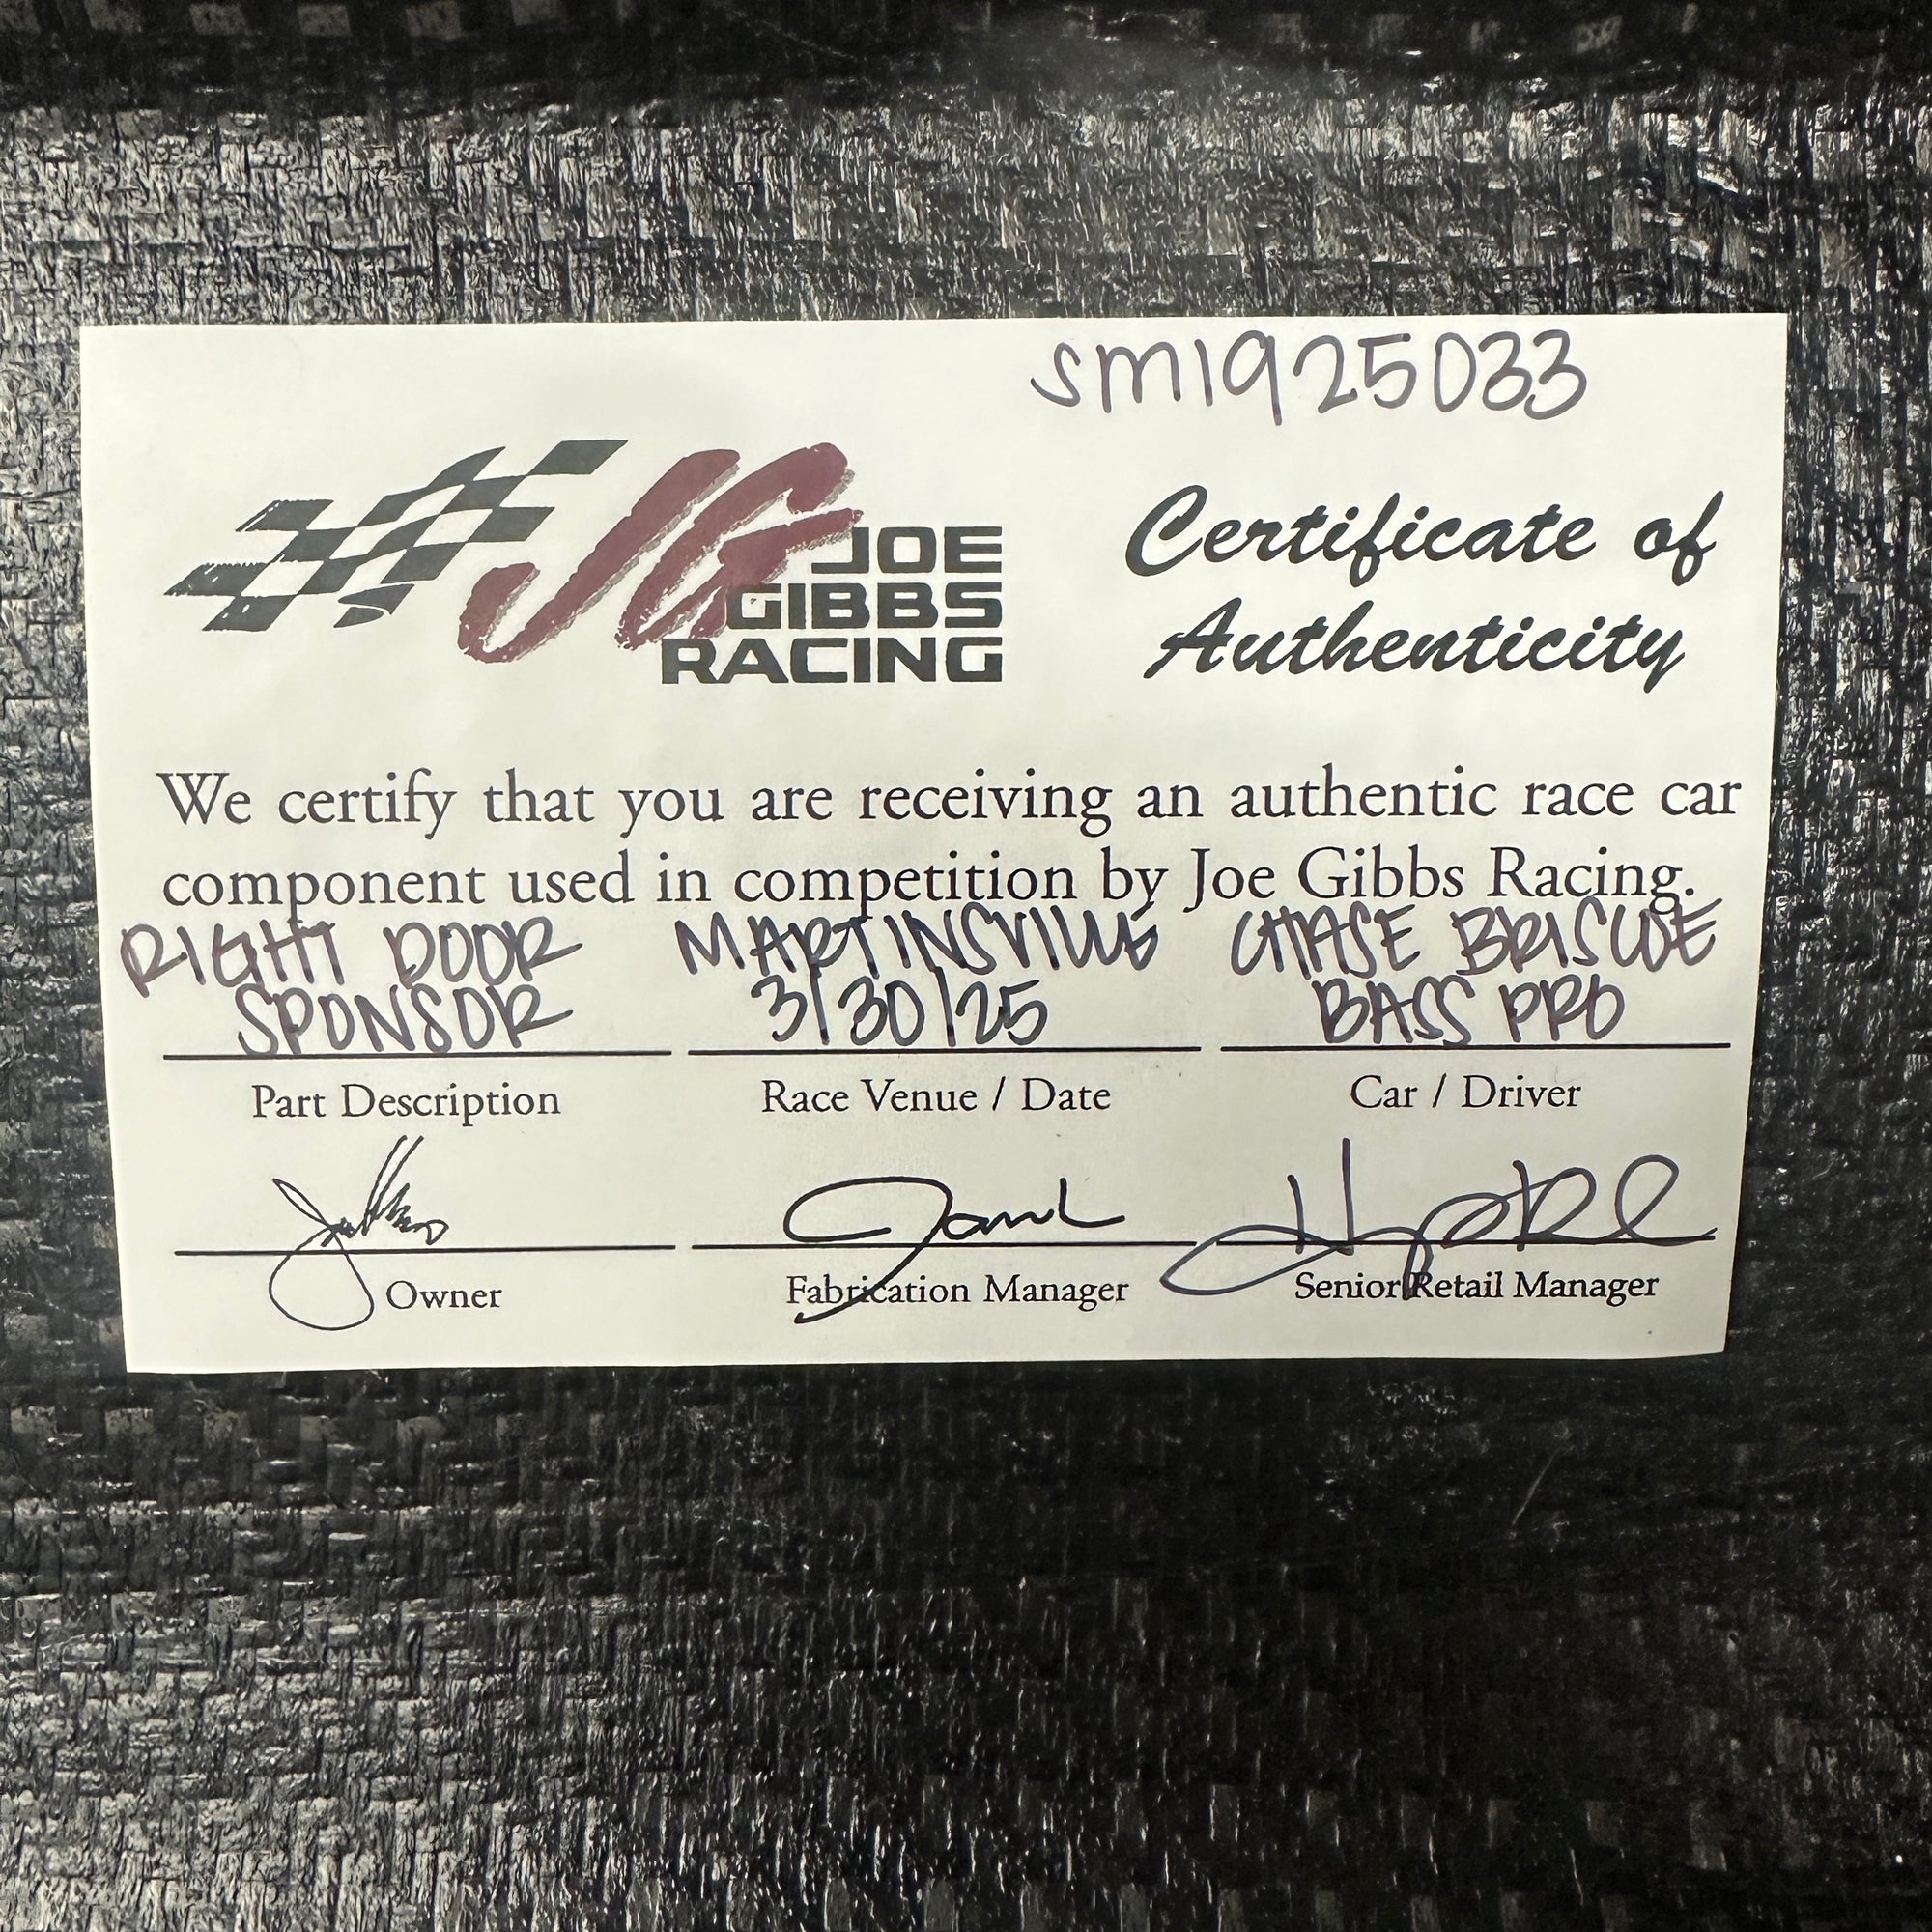 SM1925033
JG JOE
GIBBS
RACING
Certificate of
Authenticity
We certify that you are receiving an authentic race car
component used in competition by Joe Gibbs Racing.
RIGHT DOOR MARTINSVILLE CHASE BRISCOE
SPONSOR 3/30/25 BASS PRO
Part Description Race Venue / Date Car / Driver
Owner Fabrication Manager Senior Retail Manager